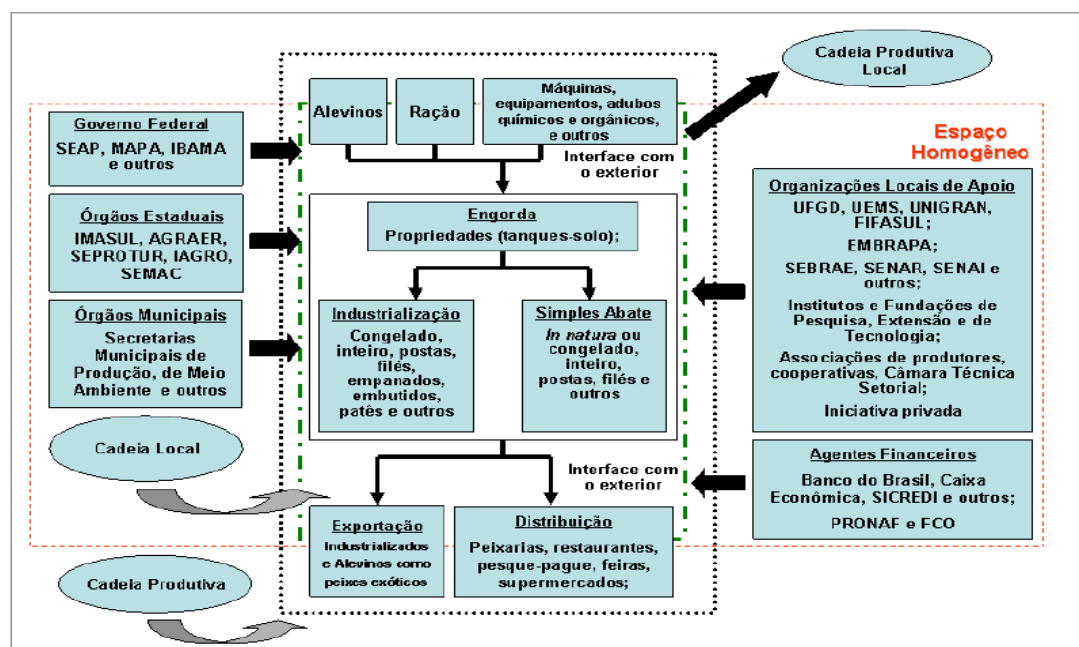 Cadeia Produtiva
Local
Alevinos
Ração
Máquinas,
equipamentos, adubos
químicos e orgânicos,
e outros
Governo Federal
SEAP, MAPA, IBAMA
e outros
Interface com
o exterior
Espaço
Homogêneo
Órgãos Estaduais
IMASUL, AGRAER,
SEPROTUR, IAGRO,
SEMAC
Engorda
Propriedades (tanques-solo);
Organizações Locais de Apoio
UFGD, UEMS, UNIGRAN,
FIFASUL;
EMBRAPA;
SEBRAE, SENAR, SENAI e
outros;
Institutos e Fundações de
Pesquisa, Extensão e de
Tecnologia;
Associações de produtores,
cooperativas, Câmara Técnica
Setorial;
Iniciativa privada
Órgãos Municipais
Secretarias
Municipais de
Produção, de Meio
Ambiente e outros
Industrialização
Congelado,
inteiro, postas,
filés,
empanados,
embutidos,
patês e outros
Simples Abate
In natura ou
congelado,
inteiro,
postas, filés e
outros
Cadeia Local
Interface com
o exterior
Agentes Financeiros
Banco do Brasil, Caixa
Econômica, SICREDI e outros;
PRONAF e FCO
Exportação
Industrializados
e Alevinos como
peixes exóticos
Distribuição
Peixarias, restaurantes,
pesque-pague, feiras,
supermercados;
Cadeia Produtiva